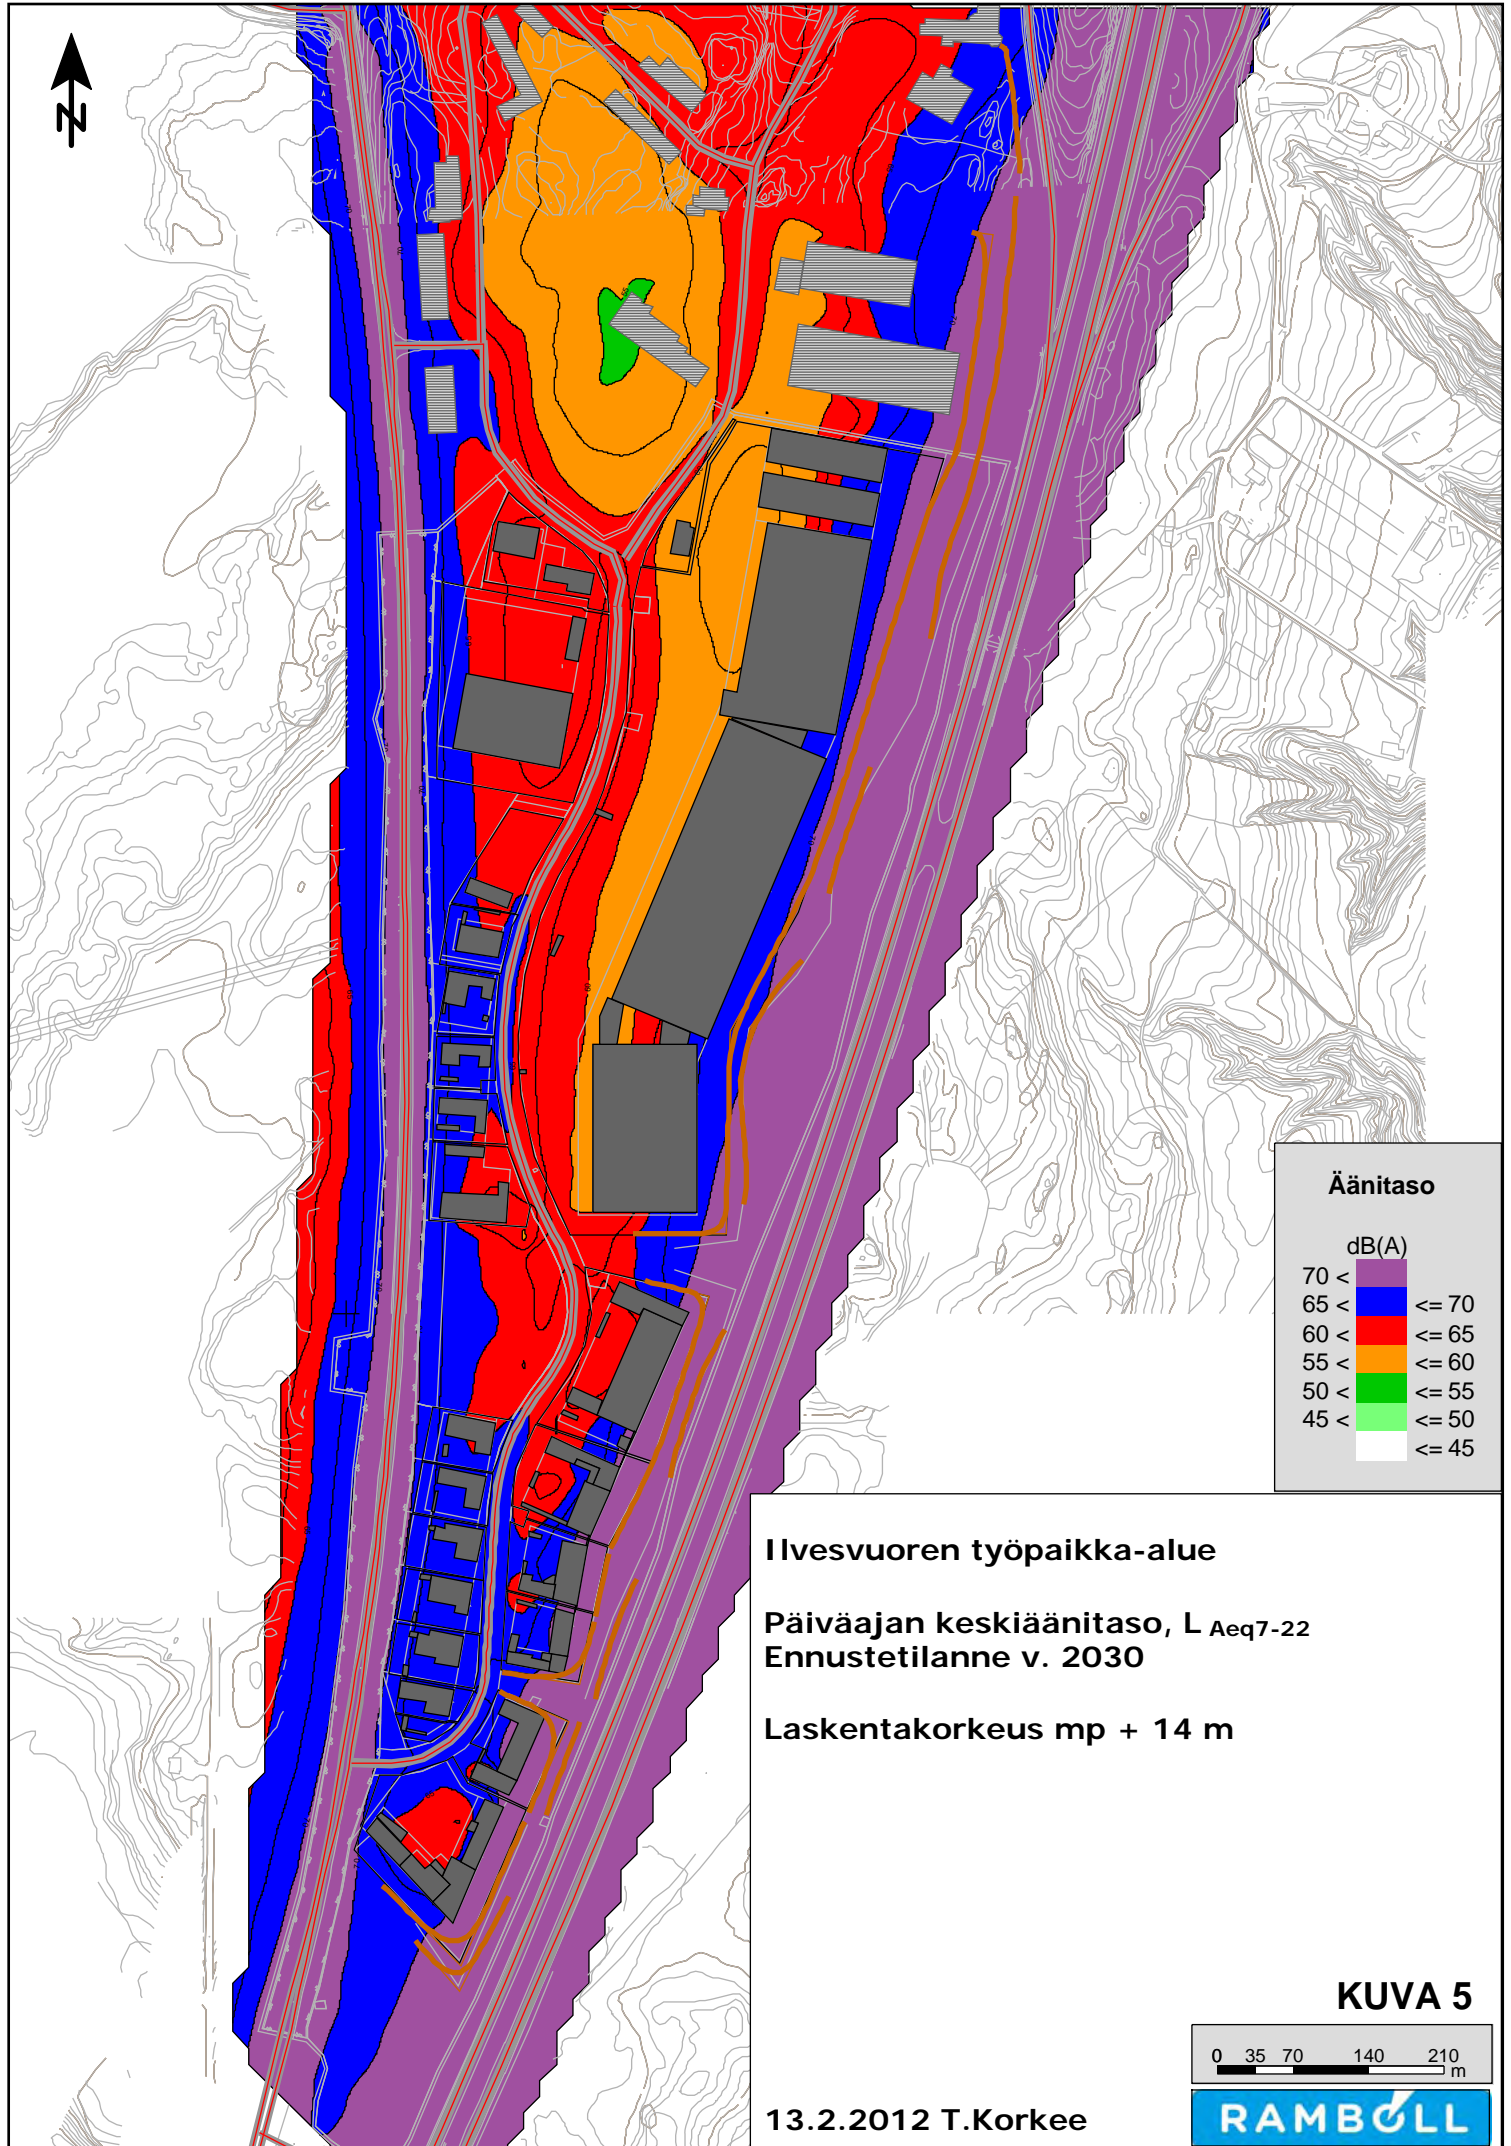 N
Äänitaso
dB(A)
70 <
65 < <= 70
60 < <= 65
55 < <= 60
50 < <= 55
45 < <= 50
<= 45
Ilvesvuoren työpaikka-alue
Päiväajan keskiäänitaso, L Aeq7-22
Ennustetilanne v. 2030
Laskentakorkeus mp + 14 m
KUVA 5
0 35 70 140 210
m
13.2.2012 T.Korkee
RAMBOLL